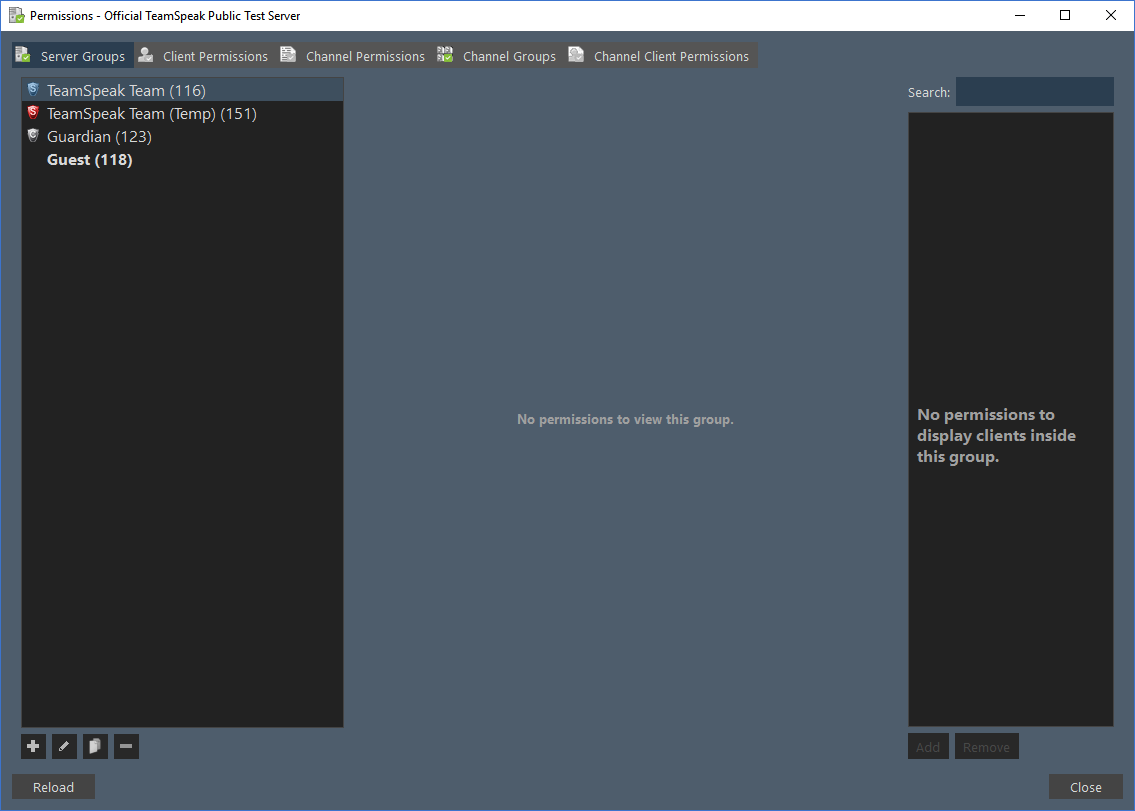 Permissions - Official TeamSpeak Public Test Server
Server Groups
Client Permissions
Channel Permissions
Channel Groups
Channel Client Permissions
TeamSpeak Team (116)
TeamSpeak Team (Temp) (151)
Guardian (123)
Guest (118)
No permissions to view this group.
Search:
No permissions to
display clients inside
this group.
Add
Remove
Reload
Close